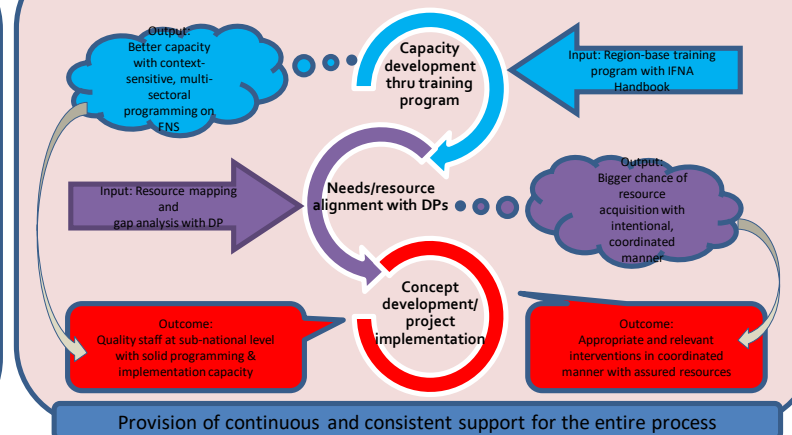 Output:
Better capacity
with context-
sensitive, multi-
sectoral
programming on
FNS
Capacity
development
thru training
program
Input: Region-base training
program with IFNA
Handbook
Input: Resource mapping
and
gap analysis with DP
Needs/resource
alignment with DPs
Output:
Bigger chance of
resource
acquisition with
intentional,
coordinated
manner
Outcome:
Quality staff at sub-national level
with solid programming &
implementation capacity
Concept
development/
project
implementation
Outcome:
Appropriate and relevant
interventions in coordinated
manner with assured resources
Provision of continuous and consistent support for the entire process